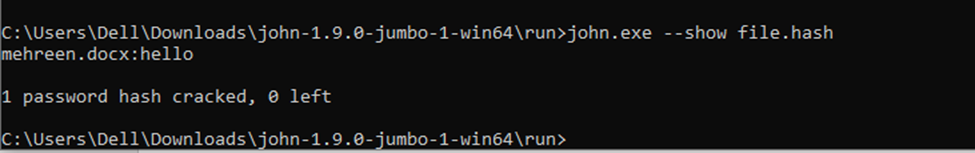 C:\Users\Dell\Downloads\john-1.9.0-jumbo-1-win64\run>john.exe --show file.hash
mehreen.docx:hello
1 password hash cracked, 0 left
C:\Users\Dell\Downloads\john-1.9.0-jumbo-1-win64\run>